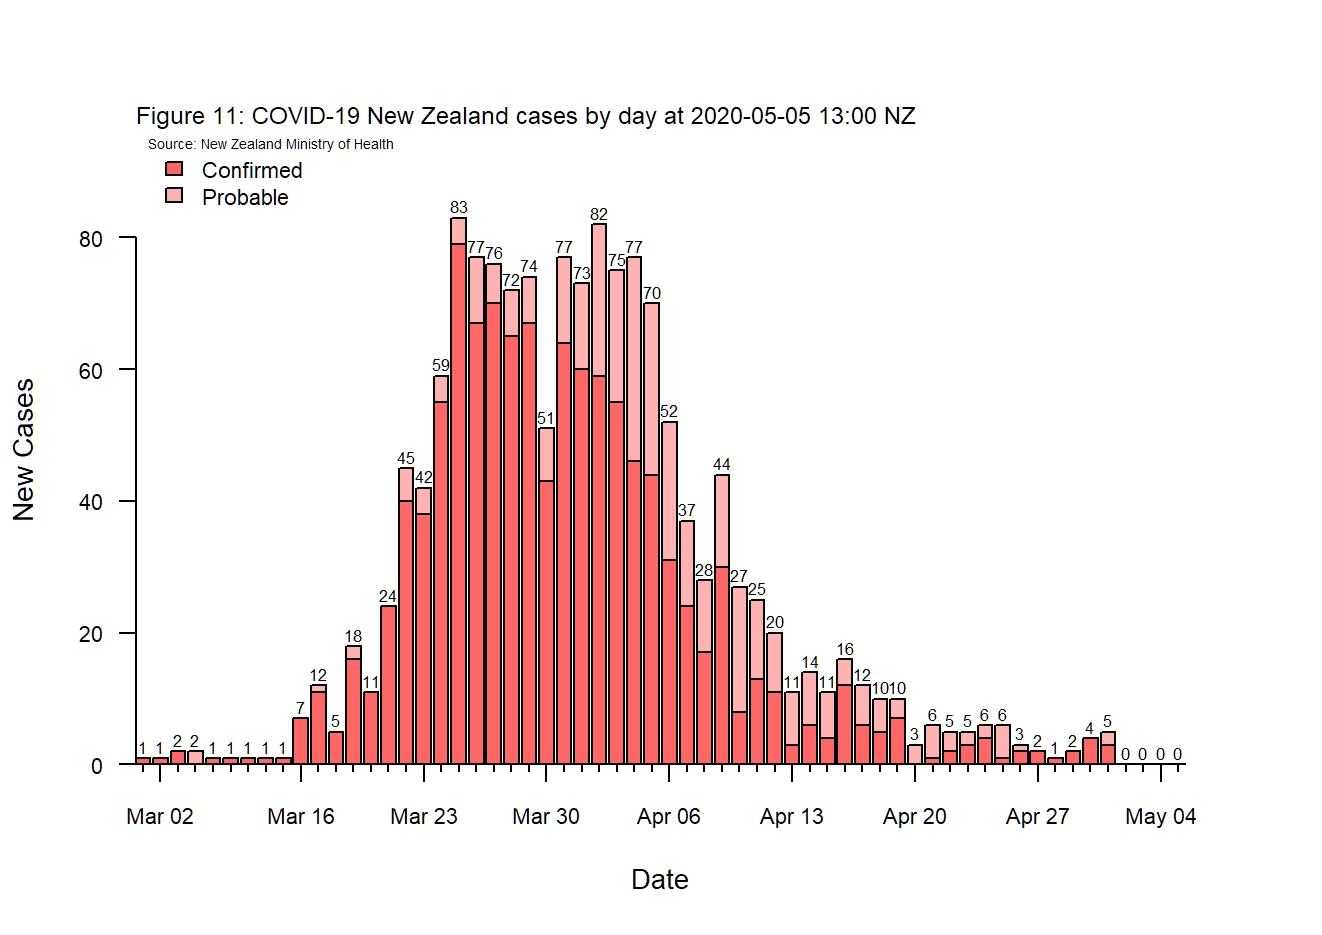 Figure 11: COVID-19 New Zealand cases by day at 2020-05-05 13:00 NZ
Source: New Zealand Ministry of Health
Confirmed
Probable
New Cases
80
60
40
20
0
1 1 2 2 1 1 1 1 1 7 12 5 18 11 24 45 42 59 83 77 76 72 74 51 77 73 82 75 77 70 52 37 28 44 27 25 20 11 14 11 16 12 10 10 3 6 5 5 6 6 3 2 1 2 4 5 0 0 0 0
Mar 02 Mar 16 Mar 23 Mar 30 Apr 06 Apr 13 Apr 20 Apr 27 May 04
Date